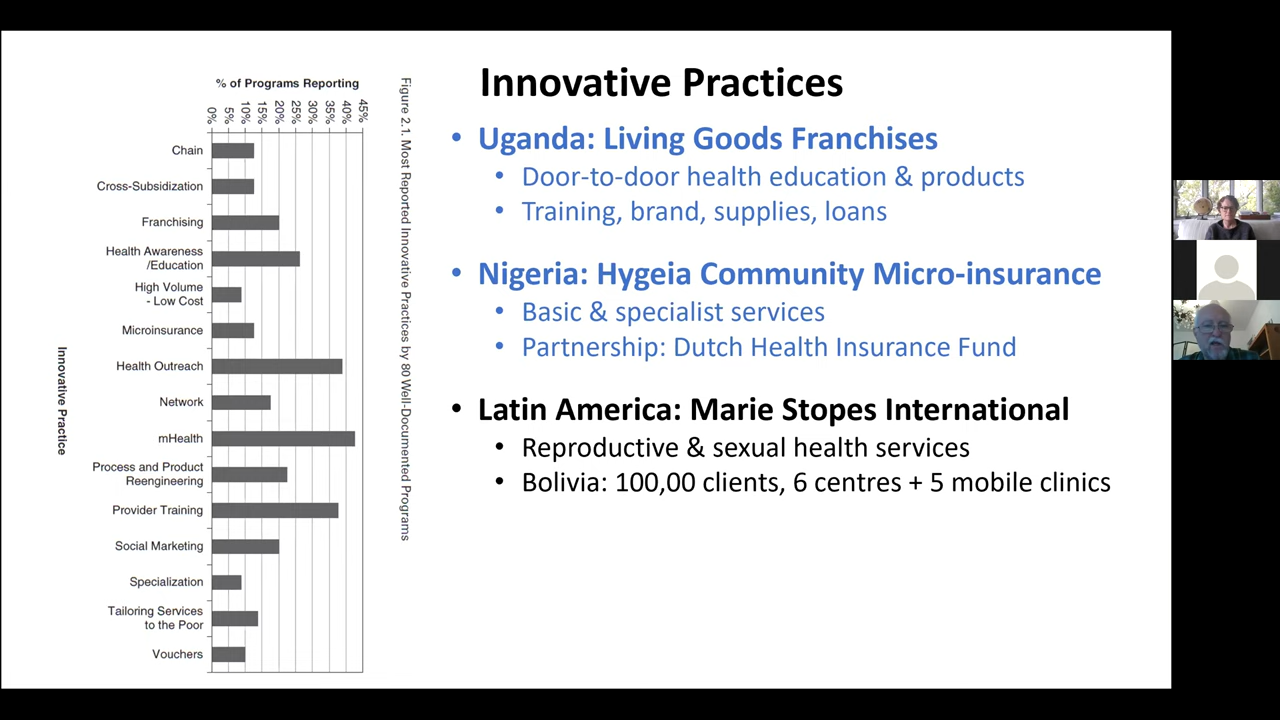 Innovative Practices
• Uganda: Living Goods Franchises
• Door-to-door health education & products
• Training, brand, supplies, loans
• Nigeria: Hygeia Community Micro-insurance
• Basic & specialist services
• Partnership: Dutch Health Insurance Fund
• Latin America: Marie Stopes International
• Reproductive & sexual health services
• Bolivia: 100,00 clients, 6 centres + 5 mobile clinics
% of Programs Reporting
0% 5% 10% 15% 20% 25% 30% 35% 40% 45%
Chain
Cross-Subsidization
Franchising
Health Awareness
/Education
High Volume
- Low Cost
Microinsurance
Health Outreach
Network
mHealth
Process and Product
Reengineering
Provider Training
Social Marketing
Specialization
Tailoring Services
to the Poor
Vouchers
Innovative Practice
Figure 2.1. Most Reported Innovative Practices by 80 Well-Documented Programs